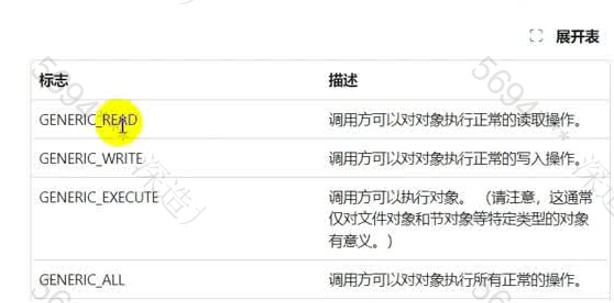 展开表
标志 描述
GENERIC_READ 调用方可以对对象执行正常的读取操作。
GENERIC_WRITE 调用方可以对对象执行正常的写入操作。
GENERIC_EXECUTE 调用方可以执行对象。（请注意，这通常
仅对文件对象和节对象等特定类型的对象
有意义。）
GENERIC_ALL 调用方可以对对象执行所有正常的操作。